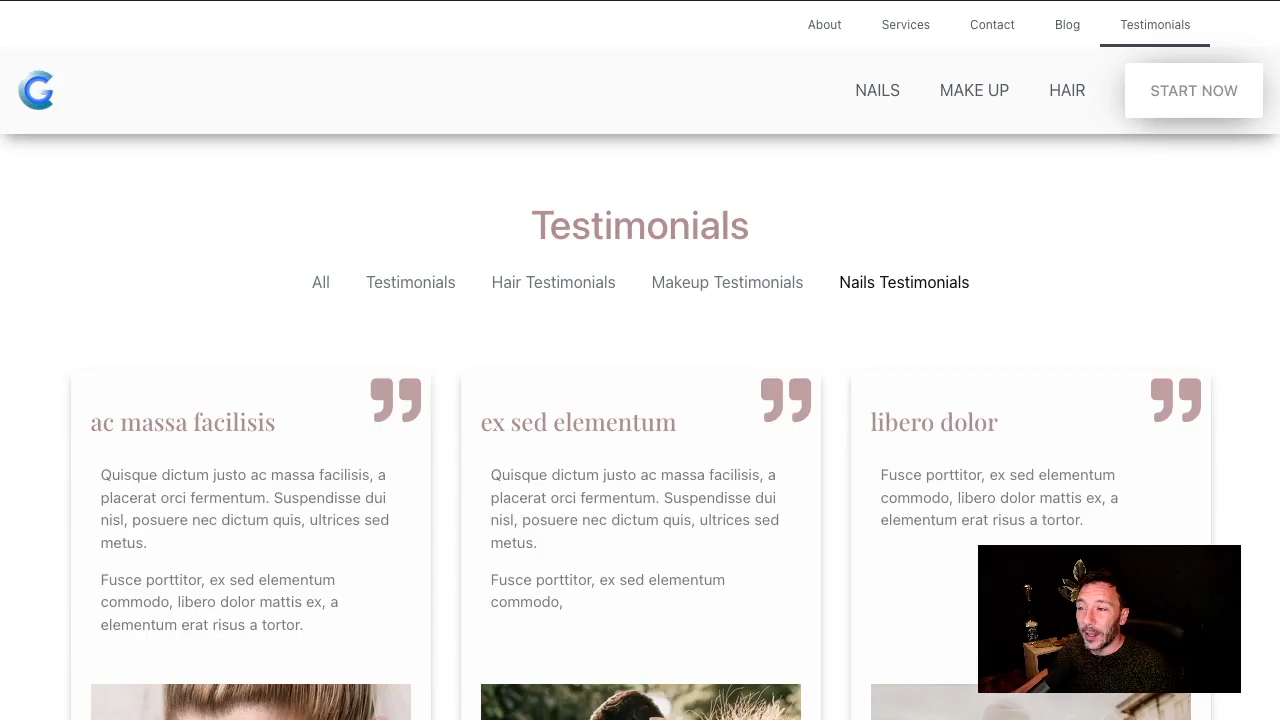 About Services Contact Blog Testimonials
G NAILS MAKE UP HAIR START NOW
Testimonials
All Testimonials Hair Testimonials Makeup Testimonials Nails Testimonials
ac massa facilisis
Quisque dictum justo ac massa facilisis, a
placerat orci fermentum. Suspendisse dui
nisl, posuere nec dictum quis, ultrices sed
metus.
Fusce porttitor, ex sed elementum
commodo, libero dolor mattis ex, a
elementum erat risus a tortor.
ex sed elementum
Quisque dictum justo ac massa facilisis, a
placerat orci fermentum. Suspendisse dui
nisl, posuere nec dictum quis, ultrices sed
metus.
Fusce porttitor, ex sed elementum
commodo,
libero dolor
Fusce porttitor, ex sed elementum
commodo, libero dolor mattis ex, a
elementum erat risus a tortor.